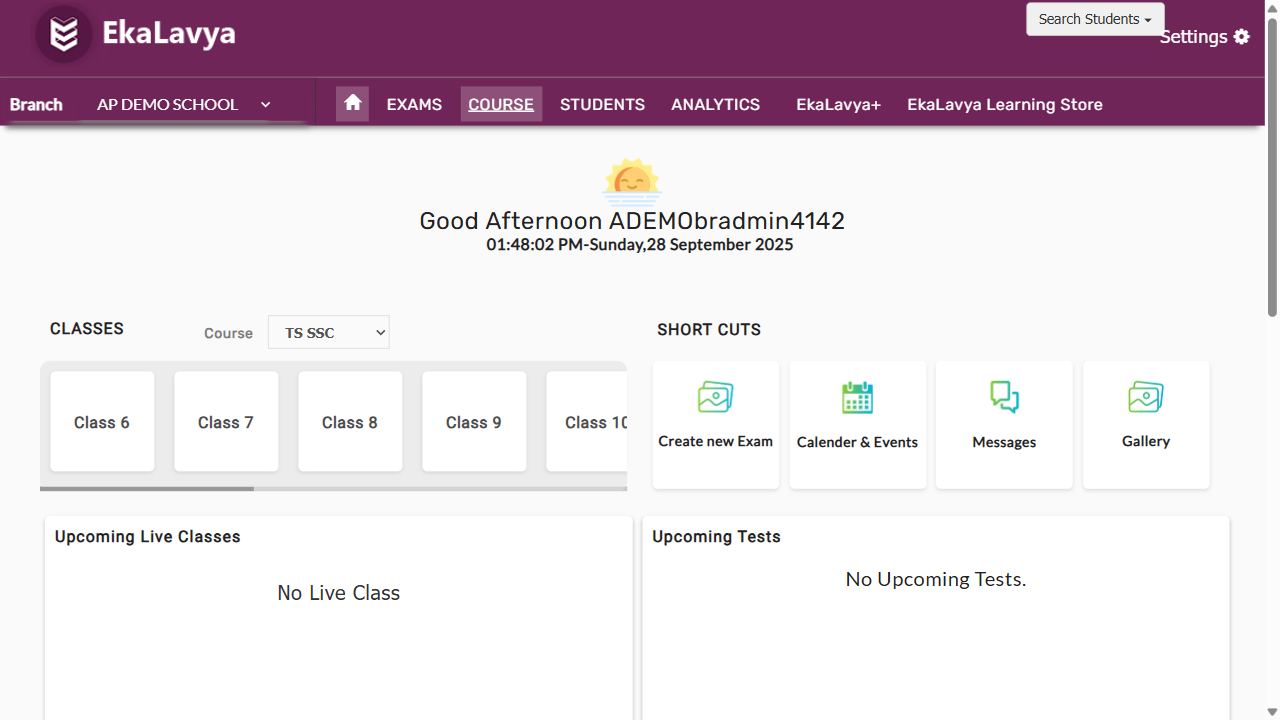 EkaLavya
Search Students
Settings
Branch AP DEMO SCHOOL EXAMS COURSE STUDENTS ANALYTICS EkaLavya+ EkaLavya Learning Store
Good Afternoon ADEMObradmin4142
01:48:02 PM-Sunday,28 September 2025
CLASSES Course TS SSC
Class 6 Class 7 Class 8 Class 9 Class 10
SHORT CUTS
Create new Exam Calender & Events Messages Gallery
Upcoming Live Classes
No Live Class
Upcoming Tests
No Upcoming Tests.